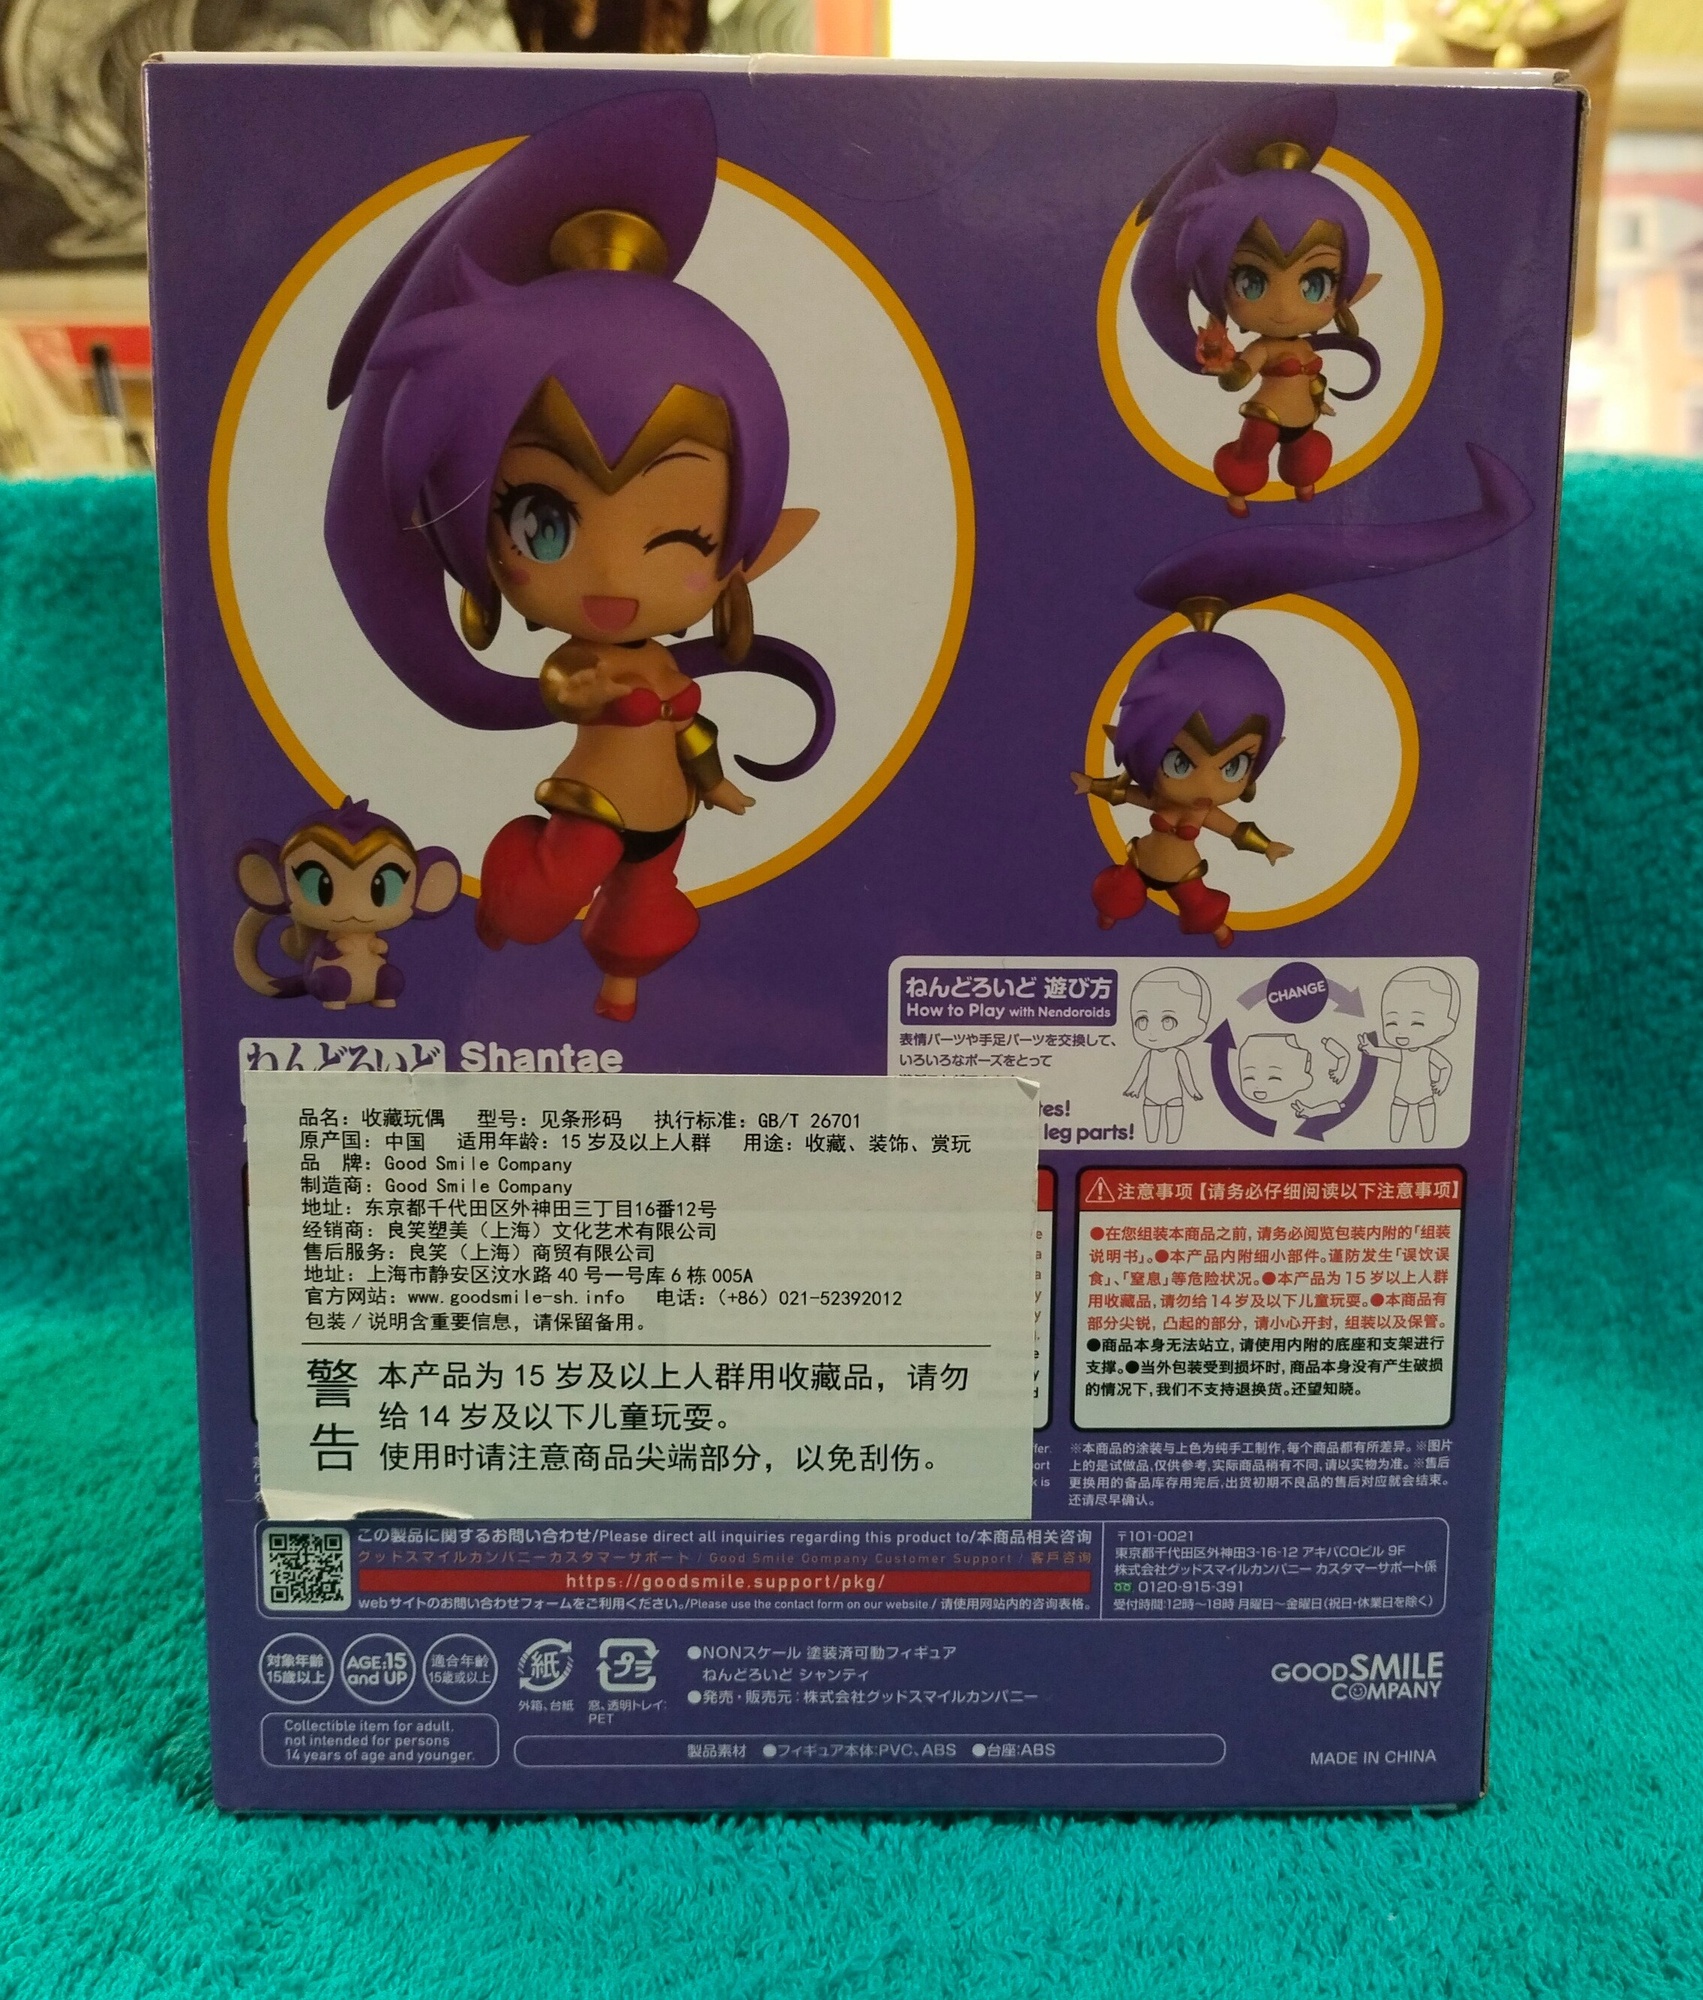 ねんどろいど Shantae
ねんどろいど 遊び方
How to Play with Nendoroids
表情パーツや手足パーツを交換して、
いろいろなポーズをとって
CHANGE
leg parts!
品名：收藏玩偶 型号：见条形码 执行标准：GB/T 26701
原产国：中国 适用年龄：15 岁及以上人群 用途：收藏、装饰、赏玩
品 牌：Good Smile Company
制造商：Good Smile Company
地址：东京都千代田区外神田三丁目16番12号
经销商：良笑塑美（上海）文化艺术有限公司
售后服务：良笑（上海）商贸有限公司
地址：上海市静安区汶水路 40 号一号库 6 栋 005A
官方网站：www.goodsmile-sh.info 电话：（+86）021-52392012
包装/说明含重要信息，请保留备用。
警告
本产品为 15 岁及以上人群用收藏品，请勿
给 14 岁及以下儿童玩耍。
使用时请注意商品尖端部分，以免刮伤。
注意事项【请务必仔细阅读以下注意事项】
●在您组装本商品之前，请务必阅览包装内附的「组装
说明书」。●本产品内附细小部件。谨防发生「误饮误
食」、「窒息」等危险状况。●本产品为 15 岁以上人群
用收藏品，请勿给 14 岁及以下儿童玩耍。●本商品有
部分尖锐，凸起的部分，请小心开封，组装以及保管。
●商品本身无法站立，请使用内附的底座和支架进行
支撑。●当外包装受到损坏时，商品本身没有产生破损
的情况下，我们不支持退换货。还望知晓。
※本商品的涂装与上色为纯手工制作，每个商品都有所差异。※图片
上的是试做品，仅供参考，实际商品稍有不同，请以实物为准。※售后
更换用的备品库存用完后，出货初期不良品的售后对应就会结束。
还请尽早确认。
この製品に関するお問い合わせ/Please direct all inquiries regarding this product to/本商品相关咨询
グッドスマイルカンパニーカスタマーサポート / Good Smile Company Customer Support / 客戶咨询
https://goodsmile.support/pkg/
webサイトのお問い合わせフォームをご利用ください。/Please use the contact form on our website./ 请使用网站内的咨询表格。
〒101-0021
東京都千代田区外神田3-16-12 アキバCOビル 9F
株式会社グッドスマイルカンパニー カスタマーサポート係
0120-915-391
受付時間:12時～18時 月曜日～金曜日(祝日・休業日を除く)
対象年齢
15歳以上
AGE:15
and UP
適合年齡
15歲或以上
紙
外箱、台紙
プラ
窓、透明トレイ:
PET
●NONスケール 塗装済可動フィギュア
ねんどろいど シャンティ
●発売・販売元：株式会社グッドスマイルカンパニー
GOOD SMILE
COMPANY
Collectible item for adult.
not intended for persons
14 years of age and younger.
製品素材 ●フィギュア本体:PVC、ABS ●台座:ABS
MADE IN CHINA